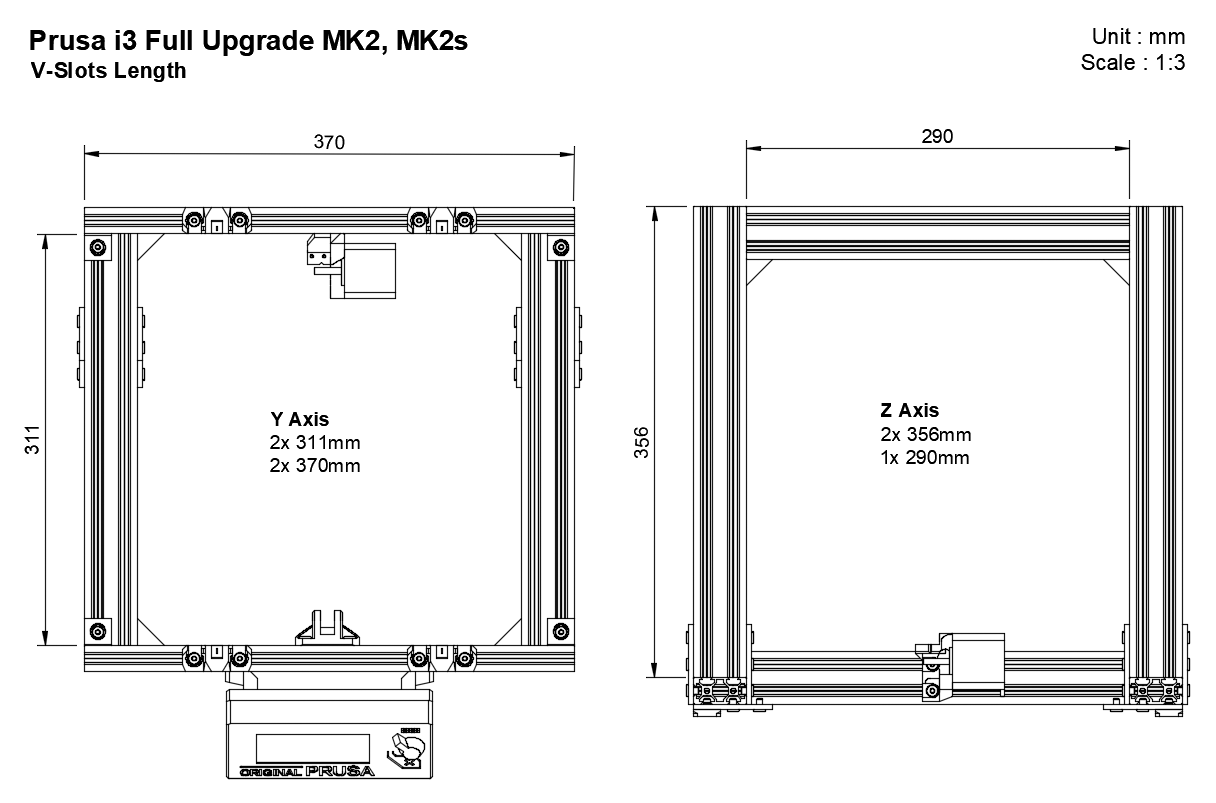 Prusa i3 Full Upgrade MK2, MK2s
V-Slots Length
Unit : mm
Scale : 1:3
370
290
311
356
Y Axis
2x 311mm
2x 370mm
Z Axis
2x 356mm
1x 290mm
ORIGINAL PRUSA